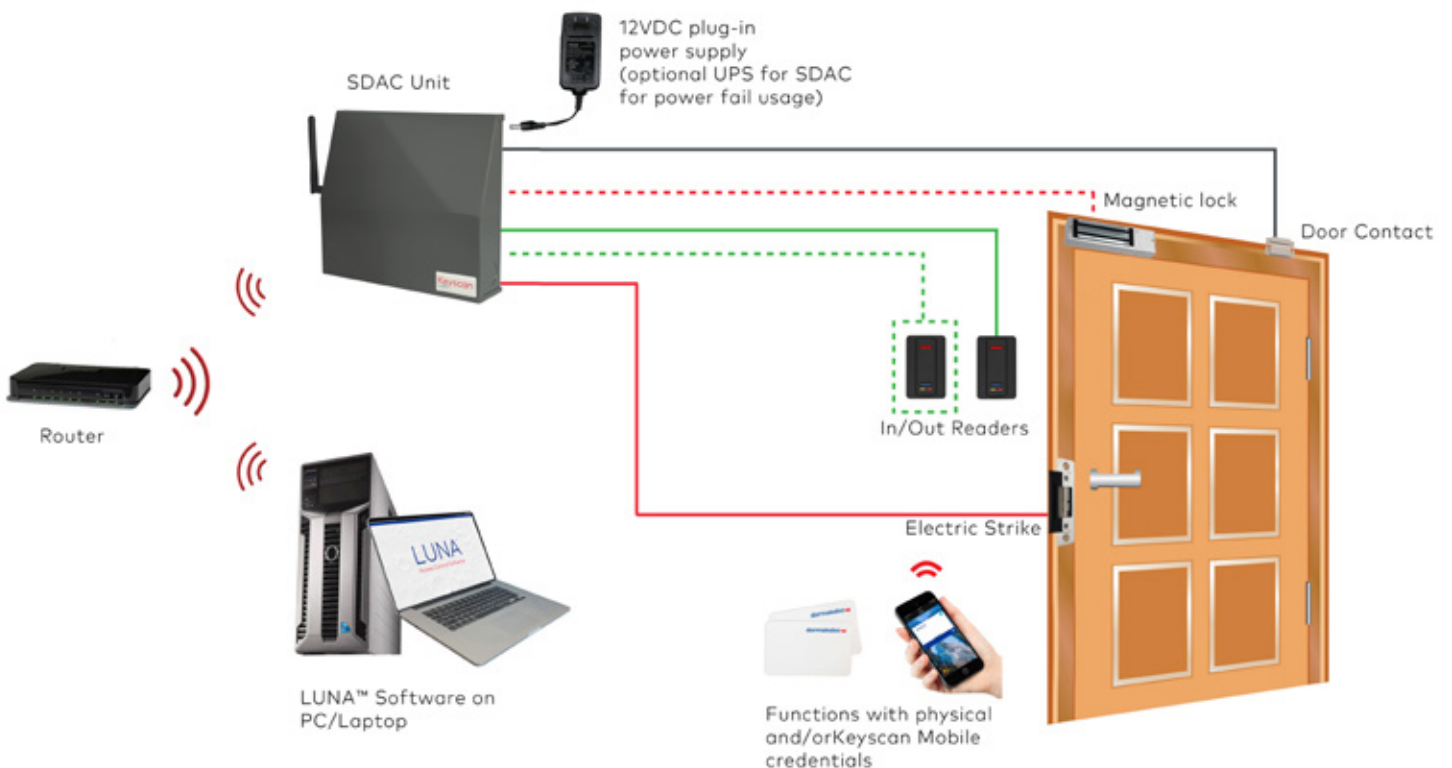 12VDC plug-in
power supply
(optional UPS for SDAC
for power fail usage)
SDAC Unit
Magnetic lock
Door Contact
Keyscan
Router
In/Out Readers
Electric Strike
LUNA
LUNA™ Software on
PC/Laptop
dormakaba
dormakaba
Functions with physical
and/orKeyscan Mobile
credentials